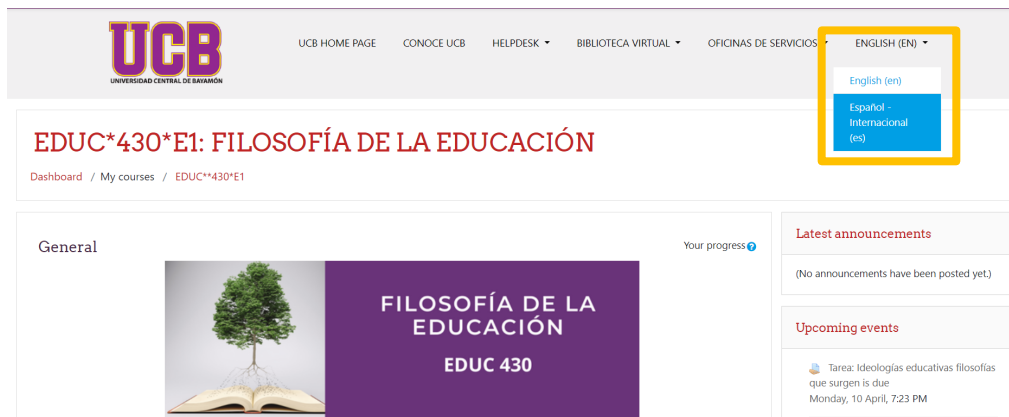 UCB
UNIVERSIDAD CENTRAL DE BAYAMÓN
UCB HOME PAGE
CONOCE UCB
HELPDESK
BIBLIOTECA VIRTUAL
OFICINAS DE SERVICIOS
ENGLISH (EN)
English (en)
Español -
Internacional
(es)
EDUC*430*E1: FILOSOFÍA DE LA EDUCACIÓN
Dashboard / My courses / EDUC**430*E1
General
Your progress
FILOSOFÍA DE LA
EDUCACIÓN
EDUC 430
Latest announcements
(No announcements have been posted yet.)
Upcoming events
Tarea: Ideologías educativas filosofías
que surgen is due
Monday, 10 April, 7:23 PM